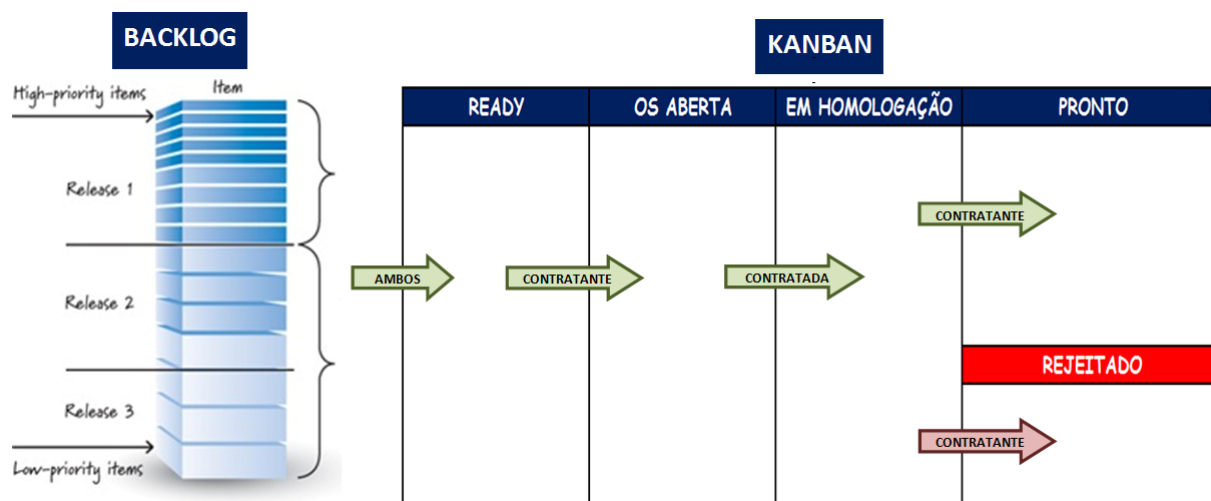 BACKLOG
High-priority items
Item
Release 1
Release 2
Release 3
Low-priority items
KANBAN
READY
OS ABERTA
EM HOMOLOGAÇÃO
PRONTO
CONTRATANTE
AMBOS
CONTRATANTE
CONTRATADA
REJEITADO
CONTRATANTE